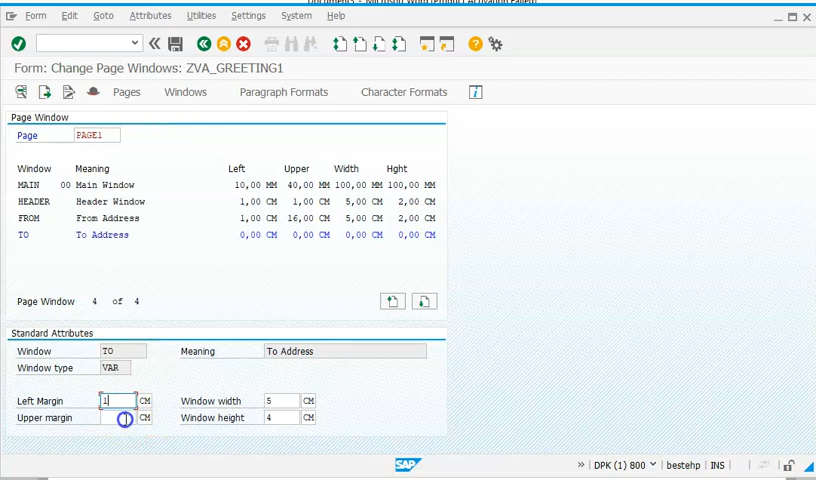 Document3 - Microsoft Word (Product Activation Failed)
Form Edit Goto Attributes Utilities Settings System Help
Form: Change Page Windows: ZVA_GREETING1
Pages Windows Paragraph Formats Character Formats
Page Window
Page PAGE1
Window Meaning Left Upper Width Hght
MAIN 00 Main Window 10,00 MM 40,00 MM 100,00 MM 100,00 MM
HEADER Header Window 1,00 CM 1,00 CM 5,00 CM 2,00 CM
FROM From Address 1,00 CM 16,00 CM 5,00 CM 2,00 CM
TO To Address 0,00 CM 0,00 CM 0,00 CM 0,00 CM
Page Window 4 of 4
Standard Attributes
Window TO Meaning To Address
Window type VAR
Left Margin 1 CM Window width 5 CM
Upper margin CM Window height 4 CM
SAP
DPK (1) 800 bestehp INS